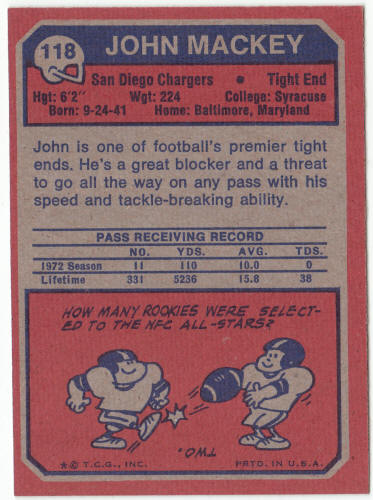 118
JOHN MACKEY
San Diego Chargers • Tight End
Hgt: 6'2" Wgt: 224 College: Syracuse
Born: 9-24-41 Home: Baltimore, Maryland
John is one of football's premier tight
ends. He's a great blocker and a threat
to go all the way on any pass with his
speed and tackle-breaking ability.
PASS RECEIVING RECORD
NO. YDS. AVG. TDS.
1972 Season 11 110 10.0 0
Lifetime 331 5236 15.8 38
HOW MANY ROOKIES WERE SELECT-
ED TO THE NFC ALL-STARS?
TWO.
*© T.C.G., INC. PRTD. IN U.S.A.